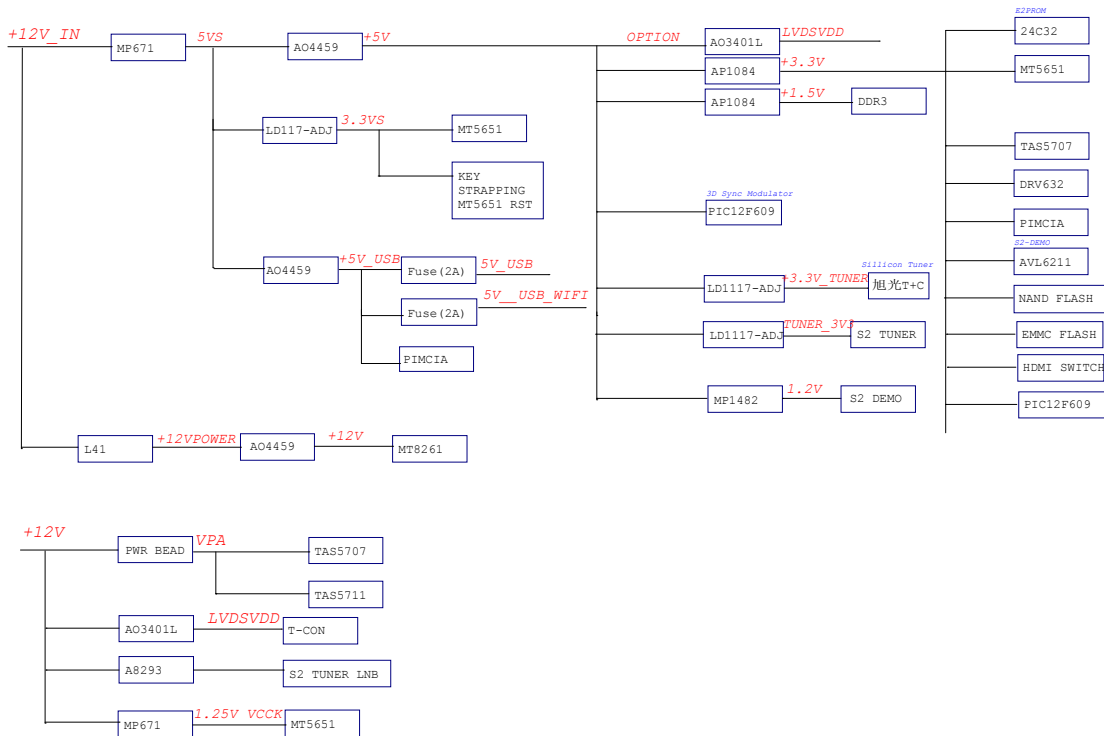 E2PROM
+12V_IN
MP671
5VS
AO4459
+5V
OPTION
AO3401L
LVDSVDD
24C32
AP1084
+3.3V
MT5651
AP1084
+1.5V
DDR3
LD117-ADJ
3.3VS
MT5651
TAS5707
KEY
STRAPPING
MT5651 RST
DRV632
3D Sync Modulator
PIC12F609
PIMCIA
S2-DEMO
AVL6211
AO4459
+5V_USB
Fuse(2A)
5V_USB
Sillicon Tuner
LD1117-ADJ
+3.3V_TUNER
旭光T+C
NAND FLASH
Fuse(2A)
5V__USB_WIFI
LD1117-ADJ
TUNER_3V3
S2 TUNER
EMMC FLASH
PIMCIA
HDMI SWITCH
MP1482
1.2V
S2 DEMO
PIC12F609
L41
+12VPOWER
AO4459
+12V
MT8261
+12V
PWR BEAD
VPA
TAS5707
TAS5711
AO3401L
LVDSVDD
T-CON
A8293
S2 TUNER LNB
MP671
1.25V VCCK
MT5651